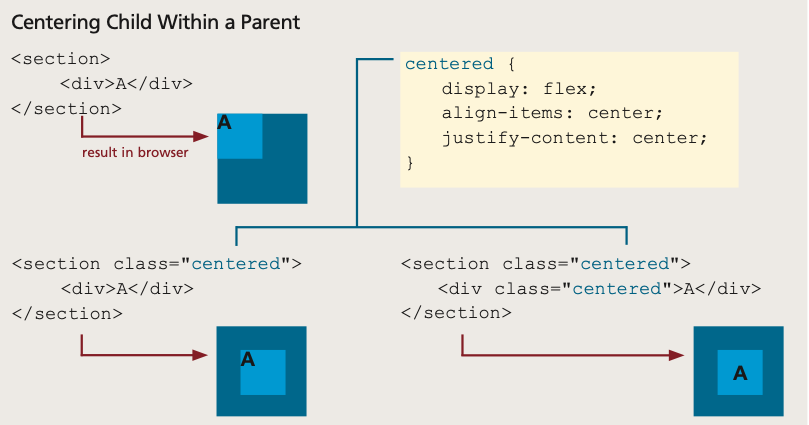 Centering Child Within a Parent
<section>
<div>A</div>
</section>
result in browser
A
centered {
display: flex;
align-items: center;
justify-content: center;
}
<section class="centered">
<div>A</div>
</section>
A
<section class="centered">
<div class="centered">A</div>
</section>
A